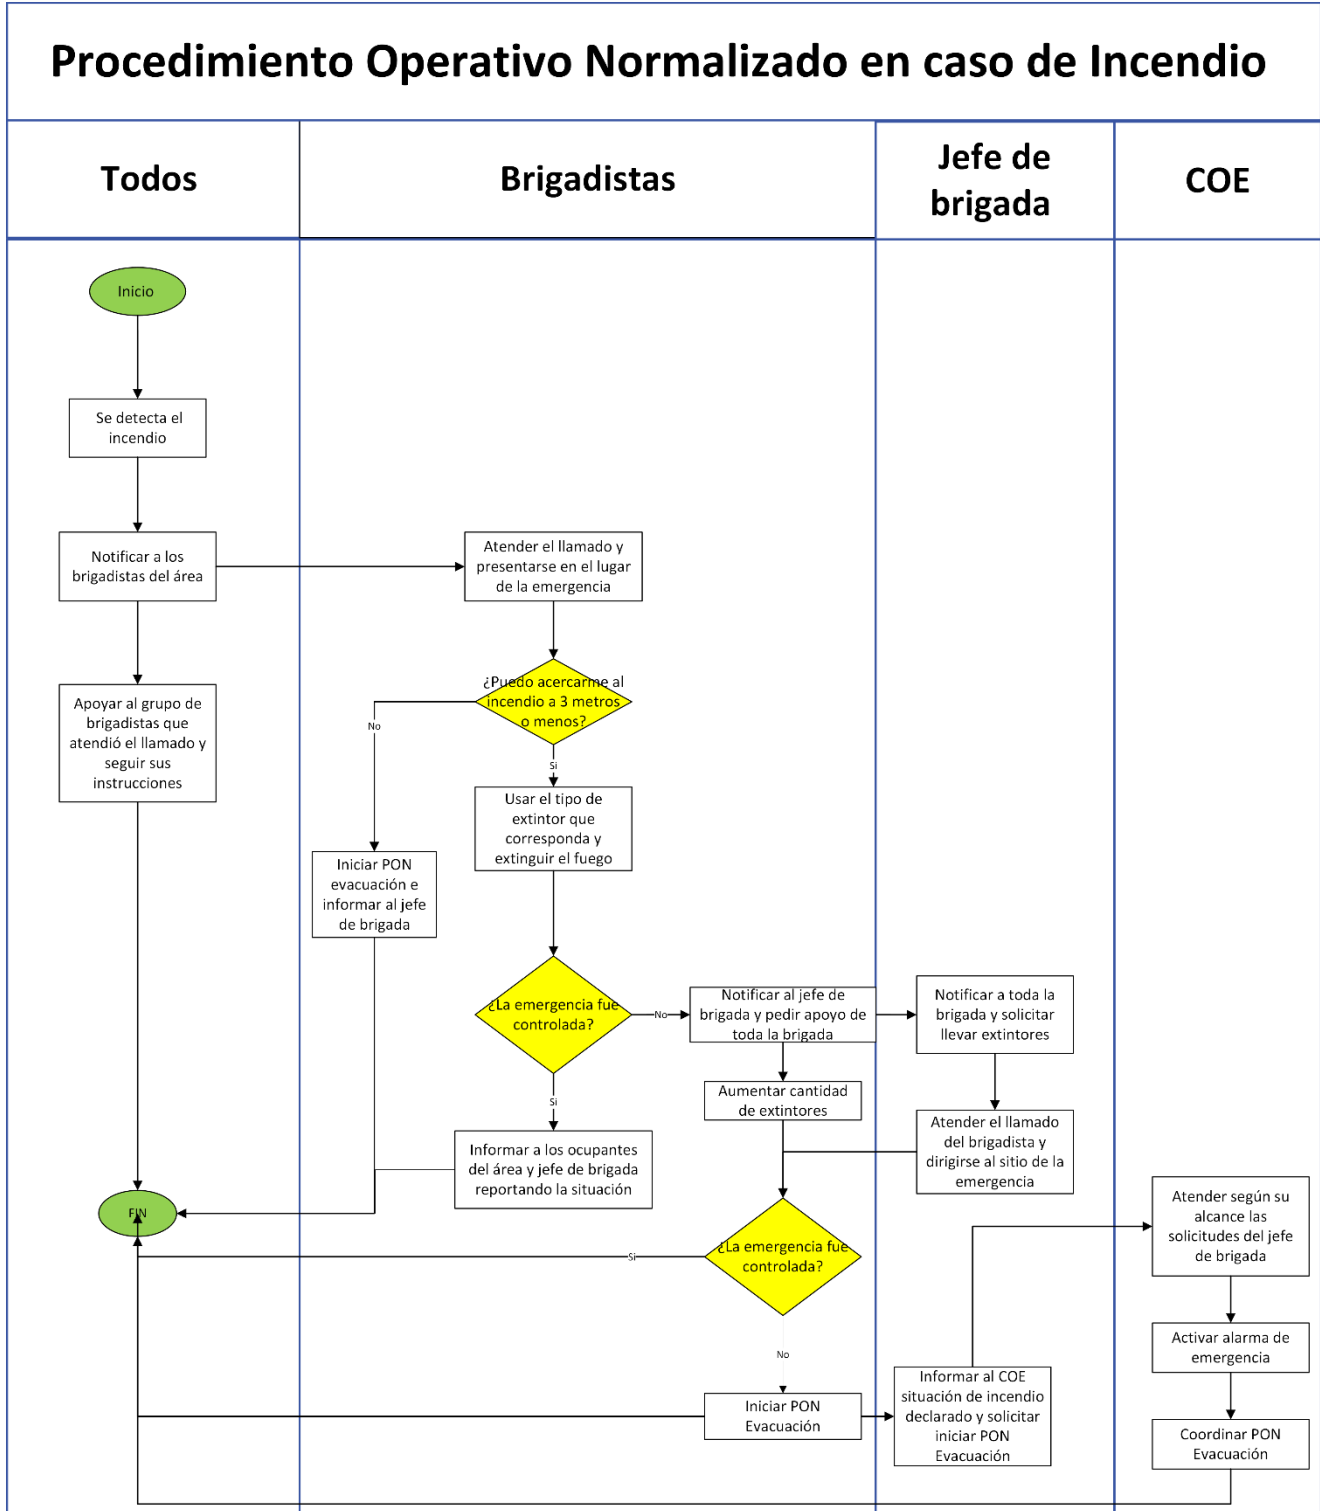 Procedimiento Operativo Normalizado en caso de Incendio
Todos
Brigadistas
Jefe de
brigada
COE
Inicio
Se detecta el
incendio
Notificar a los
brigadistas del área
Atender el llamado y
presentarse en el lugar
de la emergencia
¿Puedo acercarme al
incendio a 3 metros
o menos?
No
Si
Apoyar al grupo de
brigadistas que
atendió el llamado y
seguir sus
instrucciones
Usar el tipo de
extintor que
corresponda y
extinguir el fuego
Iniciar PON
evacuación e
informar al jefe
de brigada
¿La emergencia fue
controlada?
No
Notificar al jefe de
brigada y pedir apoyo de
toda la brigada
Notificar a toda la
brigada y solicitar
llevar extintores
Si
Aumentar cantidad
de extintores
Atender el llamado
del brigadista y
dirigirse al sitio de la
emergencia
Informar a los ocupantes
del área y jefe de brigada
reportando la situación
FIN
Atender según su
alcance las
solicitudes del jefe
de brigada
¿La emergencia fue
controlada?
Si
No
Activar alarma de
emergencia
Iniciar PON
Evacuación
Informar al COE
situación de incendio
declarado y solicitar
iniciar PON
Evacuación
Coordinar PON
Evacuación